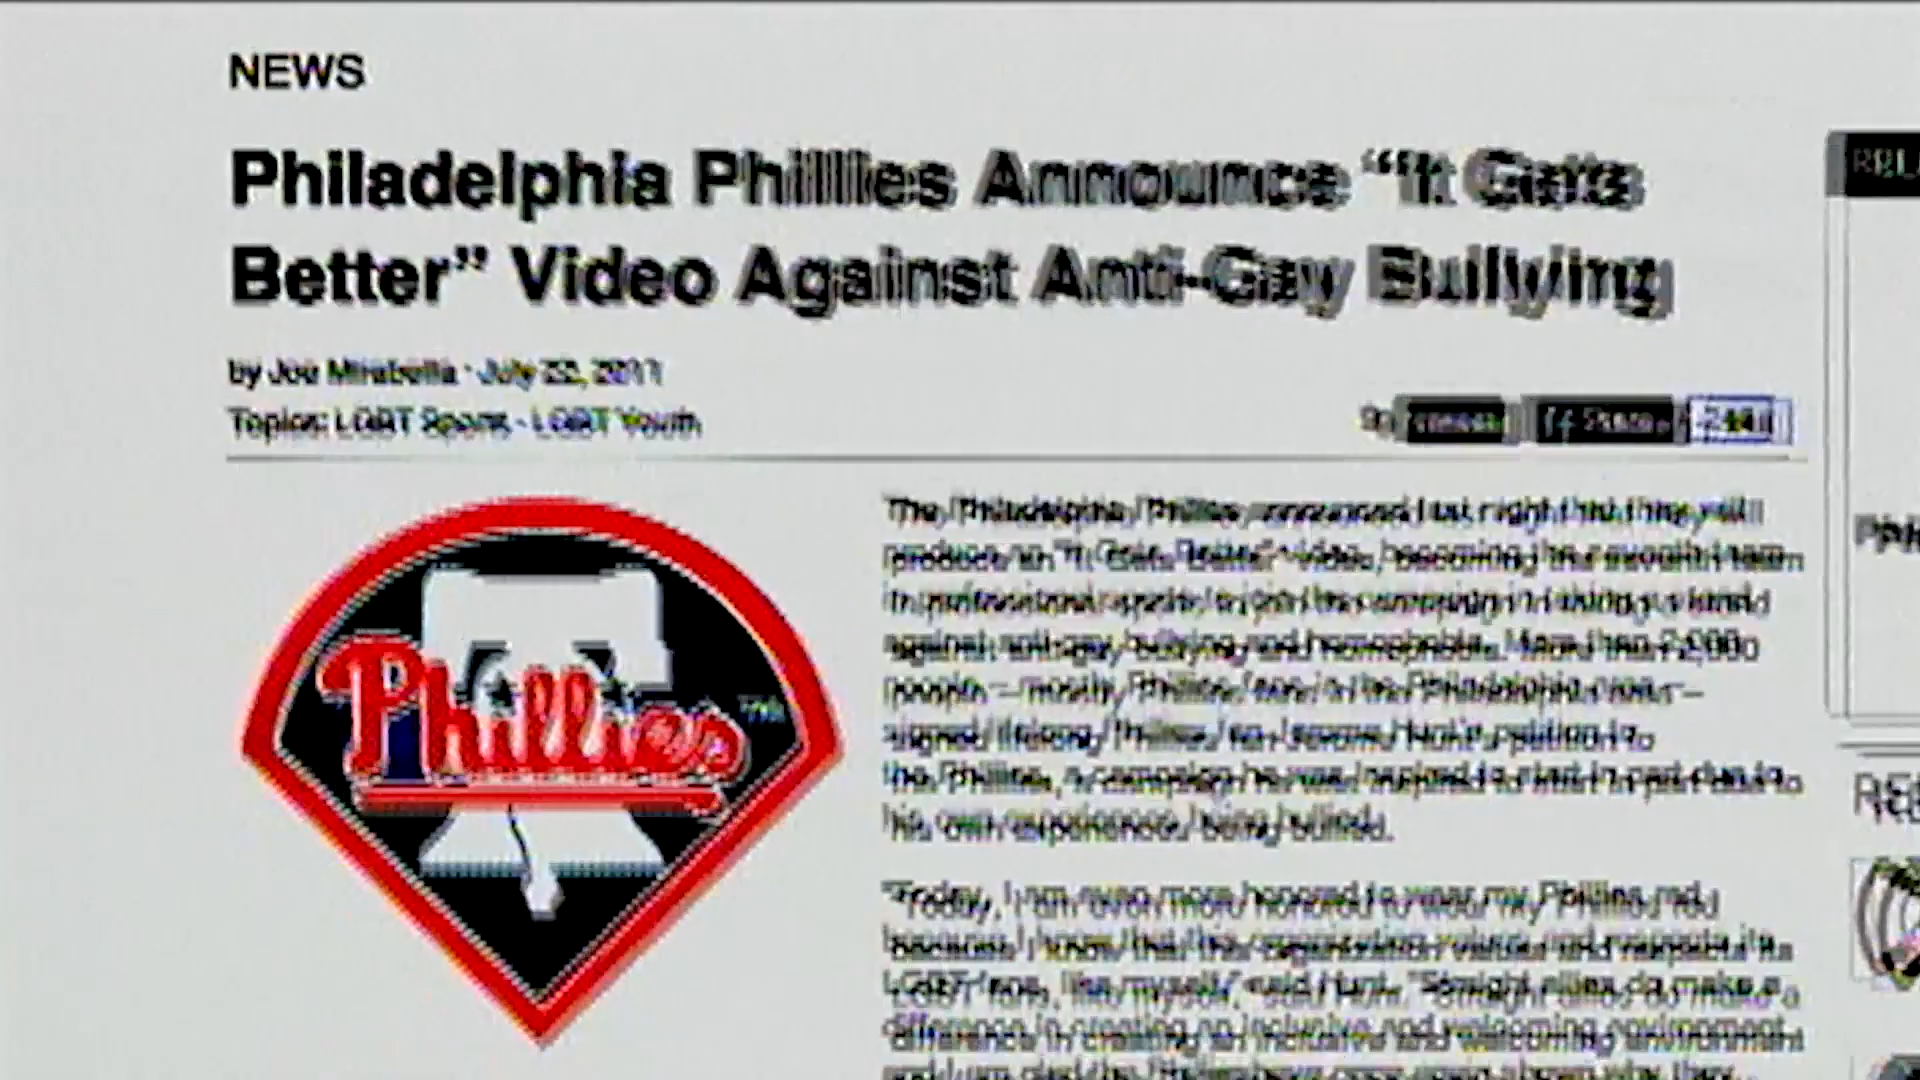 NEWS
Philadelphia Phillies Announce “It Gets
Better” Video Against Anti-Gay Bullying
by Joe Mirabella · July 22, 2011
Topics: LGBT Sports · LGBT Youth
Share
Phillies
TM
The Philadelphia Phillies announced last night that they will
produce an "It Gets Better" video, becoming the seventh team
in professional sports to join the campaign in taking a stand
against anti-gay bullying and homophobia. More than
people — mostly Phillies fans in the Philadelphia area —
signed lifelong Phillies fan petition to
the Phillies, a campaign he was inspired to start in part due to
his own experiences being bullied.
"Today, I am even more honored to wear my Phillies red
because I know that this organization values and respects its
LGBT fans, like myself," said Hunt. "Straight allies do make a
difference in creating an inclusive and welcoming environment